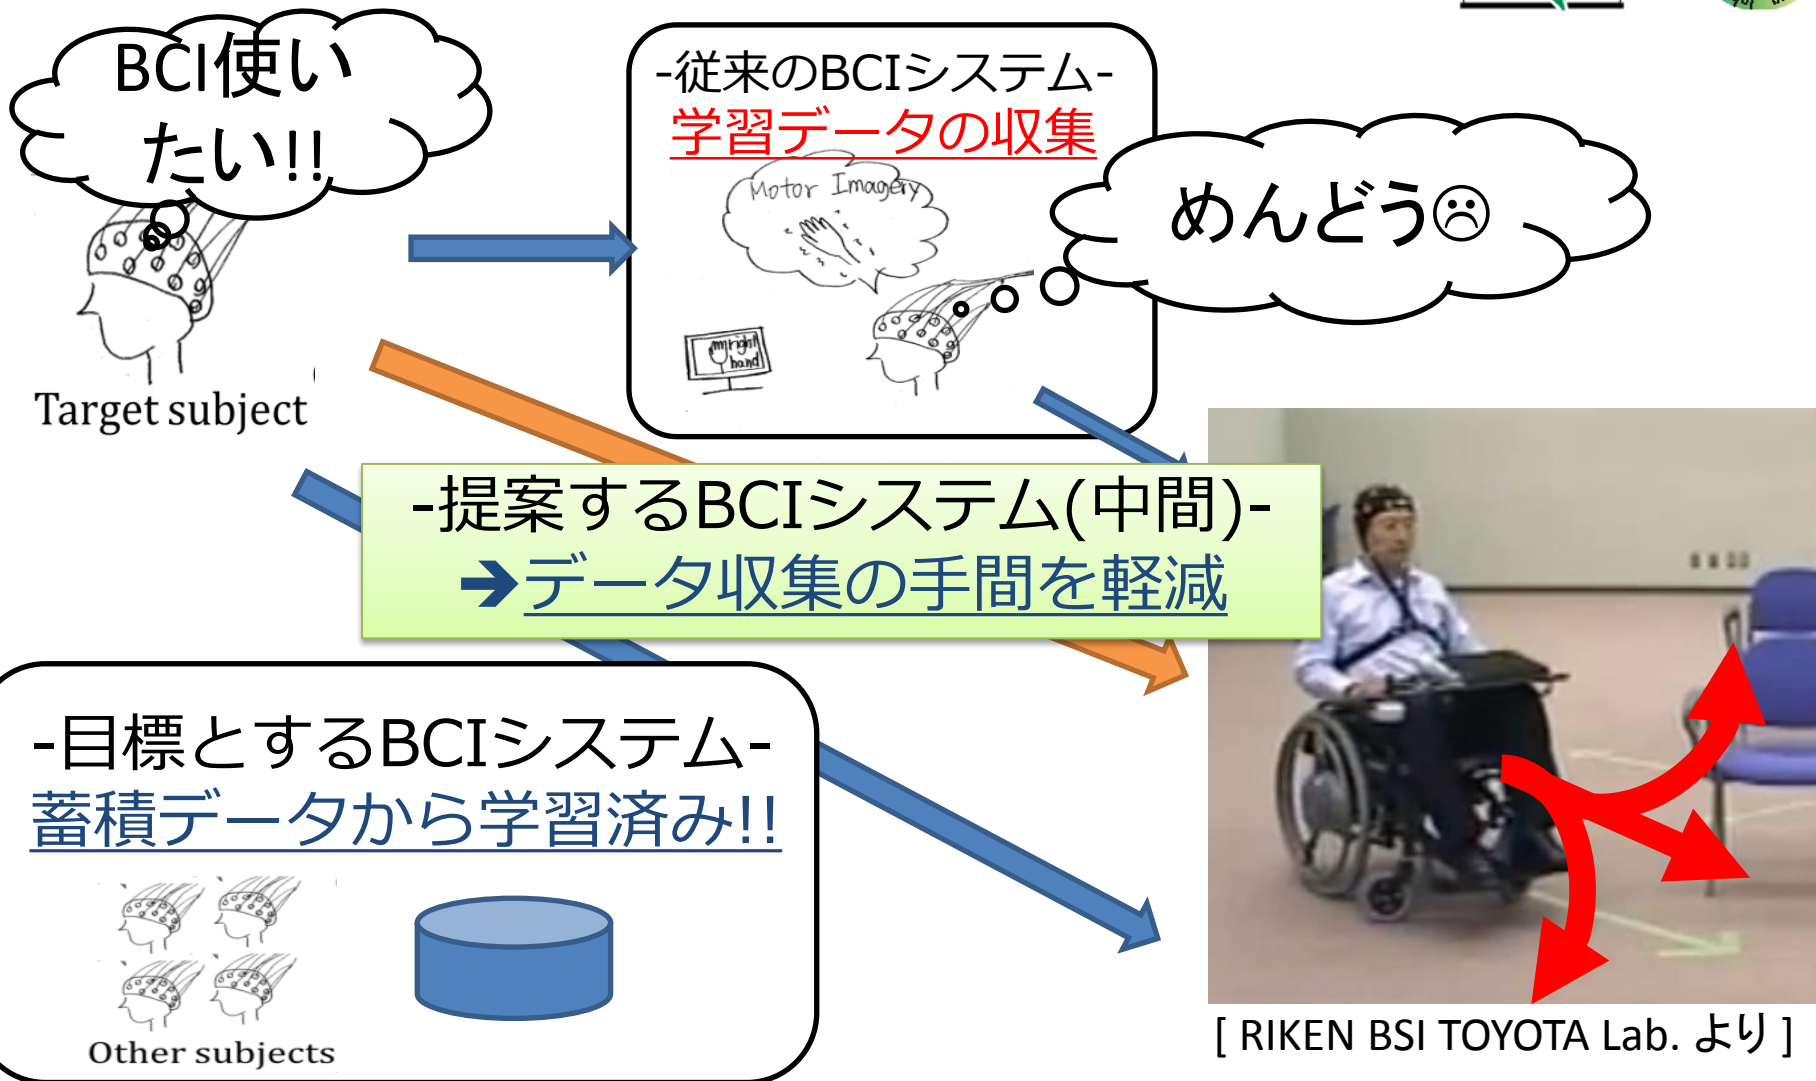 BCI使い
たい!!
Target subject
-従来のBCIシステム-
学習データの収集
Motor Imagery
right
hand
めんどう☹
-提案するBCIシステム(中間)-
➔データ収集の手間を軽減
-目標とするBCIシステム-
蓄積データから学習済み!!
Other subjects
[ RIKEN BSI TOYOTA Lab. より ]